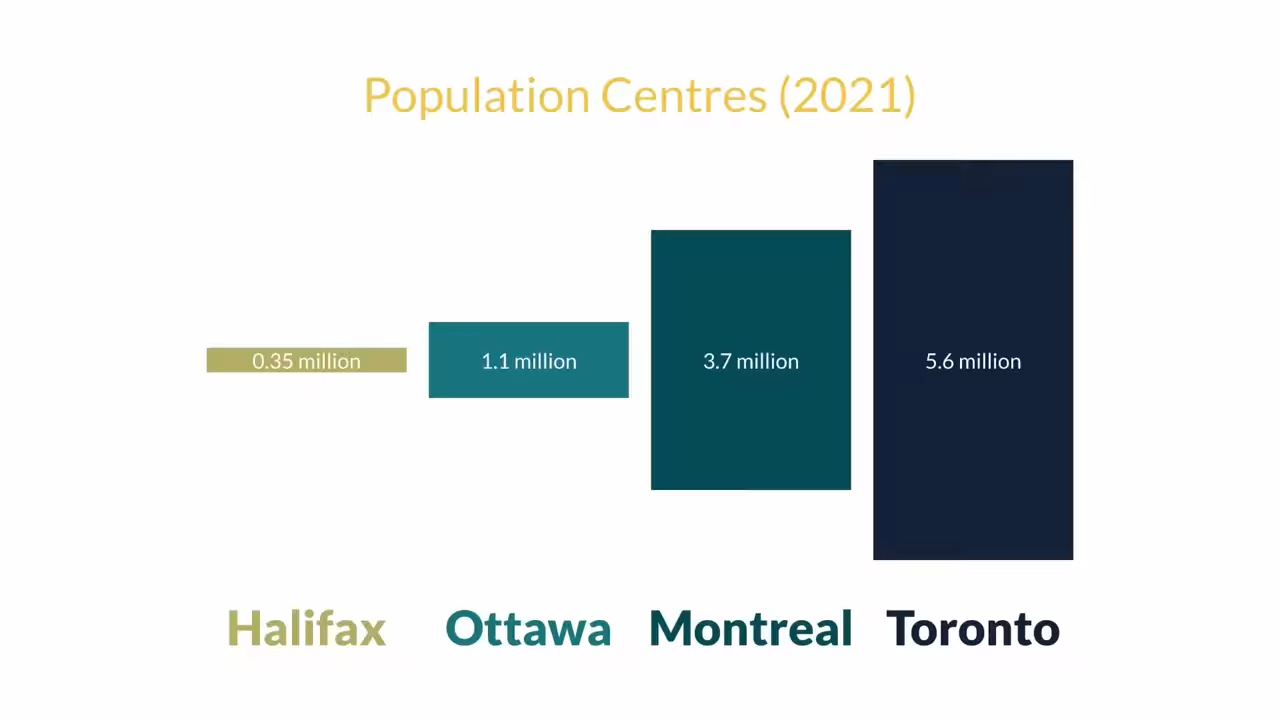 Population Centres (2021)
0.35 million
1.1 million
3.7 million
5.6 million
Halifax
Ottawa
Montreal
Toronto